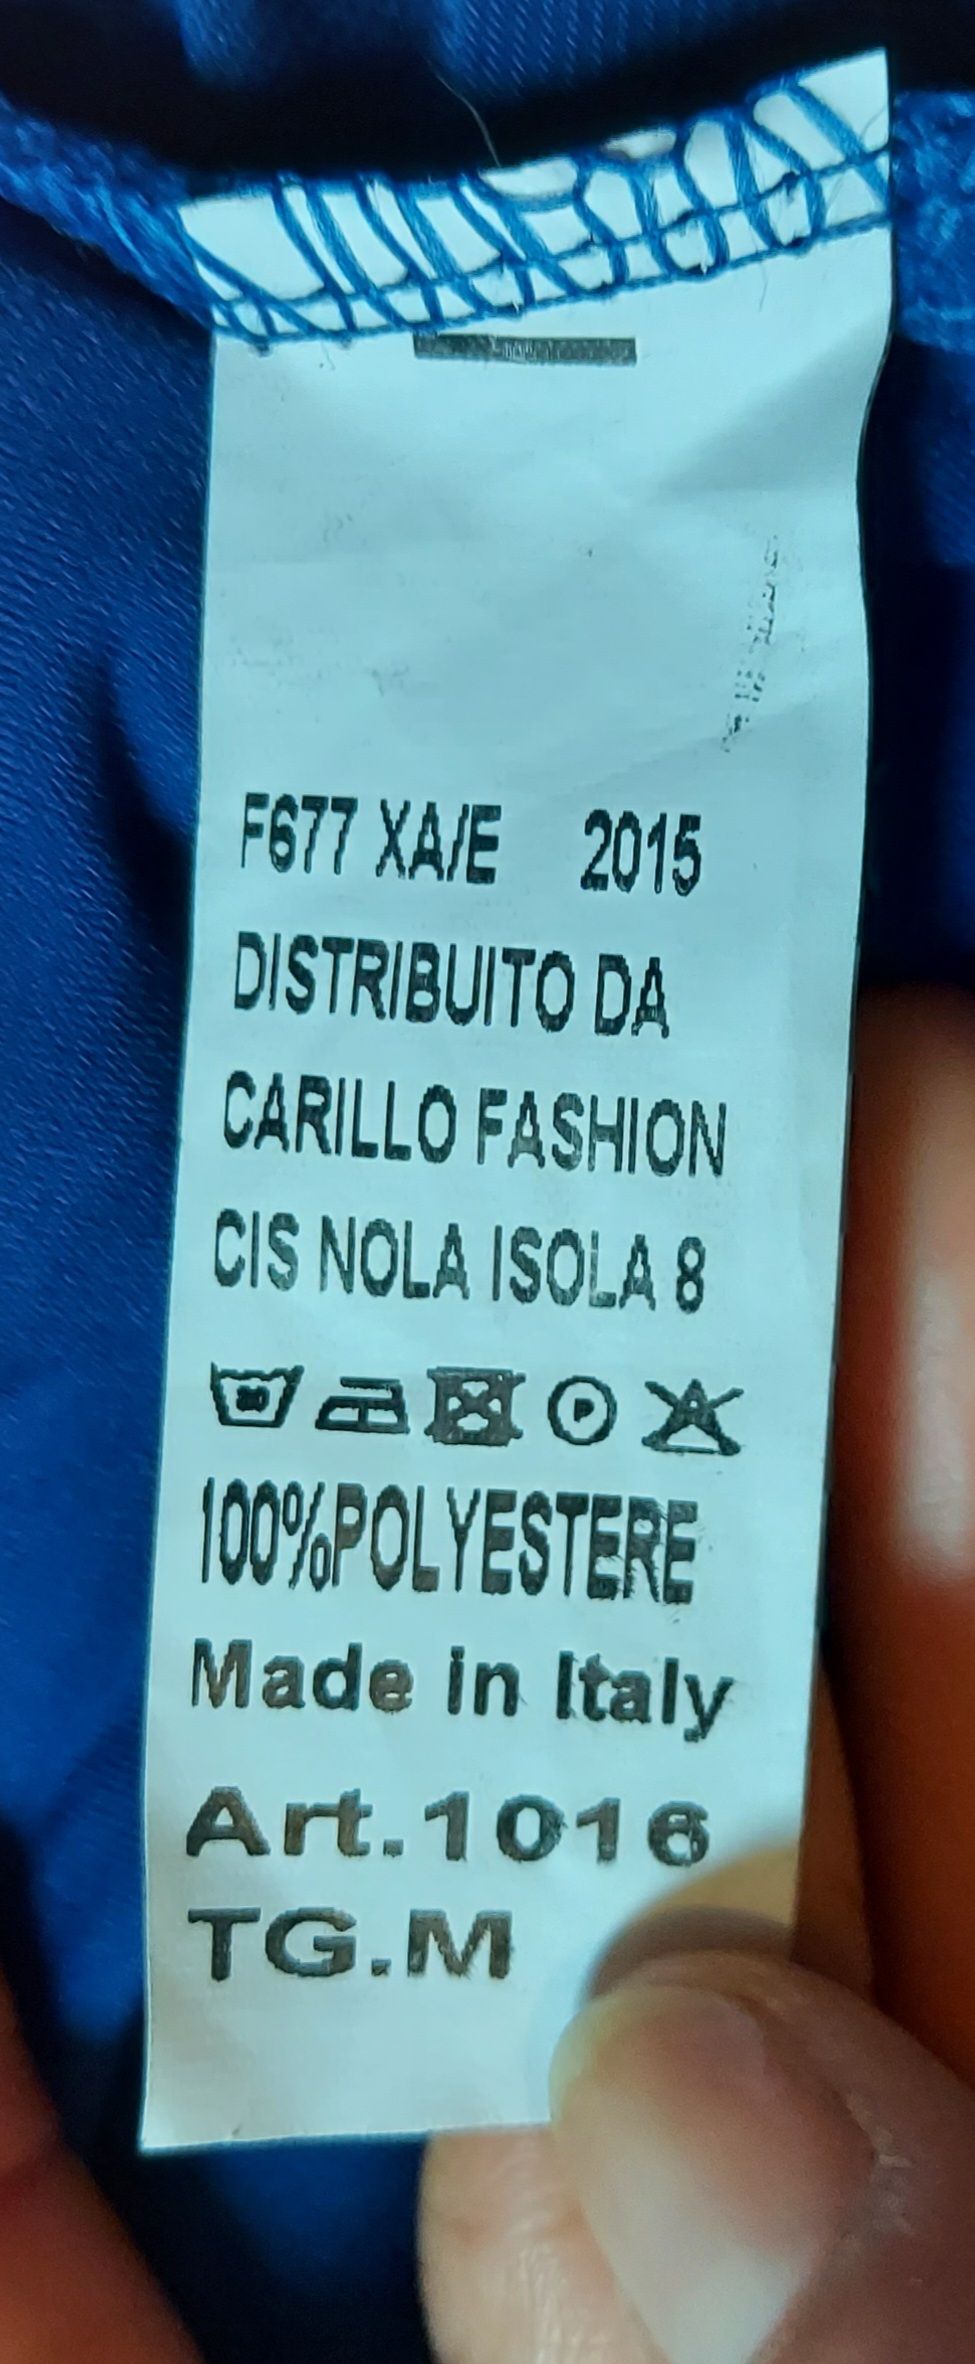 F677 XA/E 2015
DISTRIBUITO DA
CARILLO FASHION
CIS NOLA ISOLA 8
P A
100%POLYESTERE
Made in Italy
Art.1016
TG.M